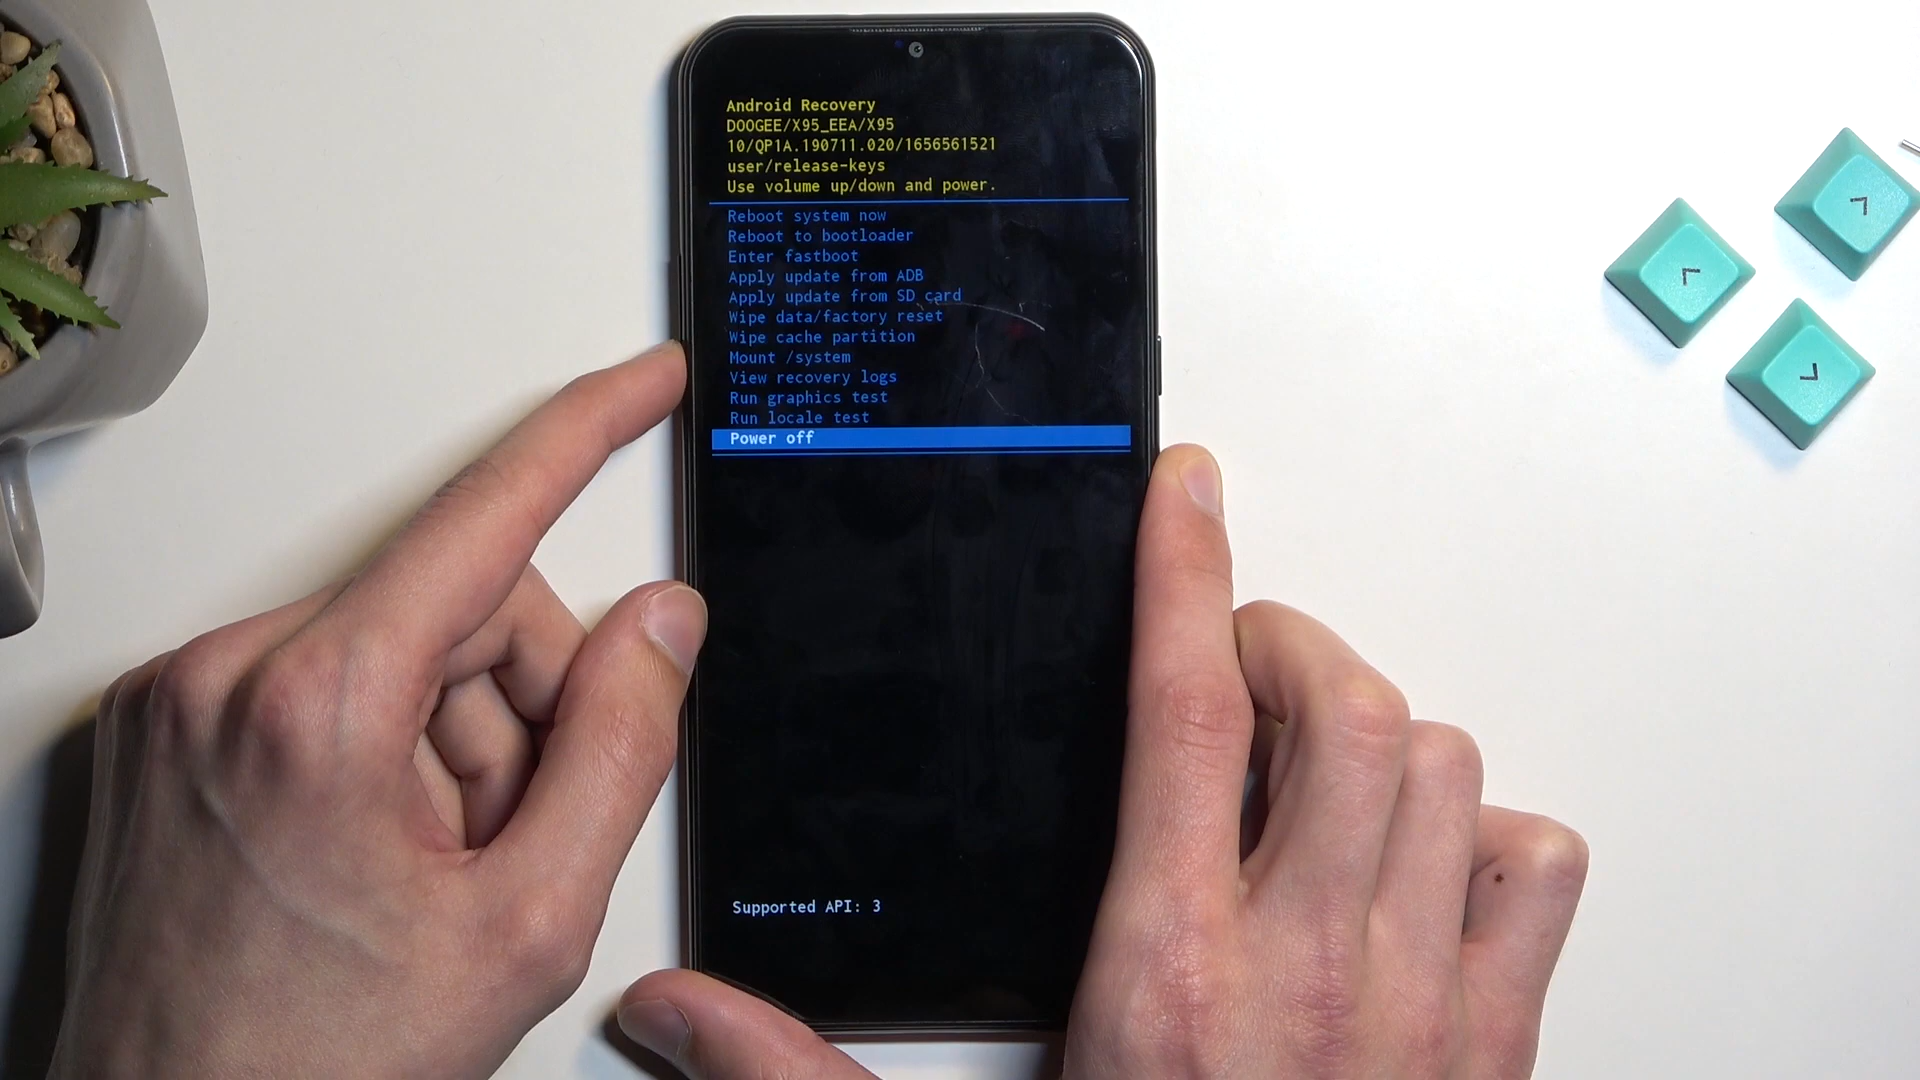 Android Recovery
DOOGEE/X95_EEA/X95
10/QP1A.190711.020/1656561521
user/release-keys
Use volume up/down and power.
Reboot system now
Reboot to bootloader
Enter fastboot
Apply update from ADB
Apply update from SD card
Wipe data/factory reset
Wipe cache partition
Mount /system
View recovery logs
Run graphics test
Run locale test
Power off
Supported API: 3